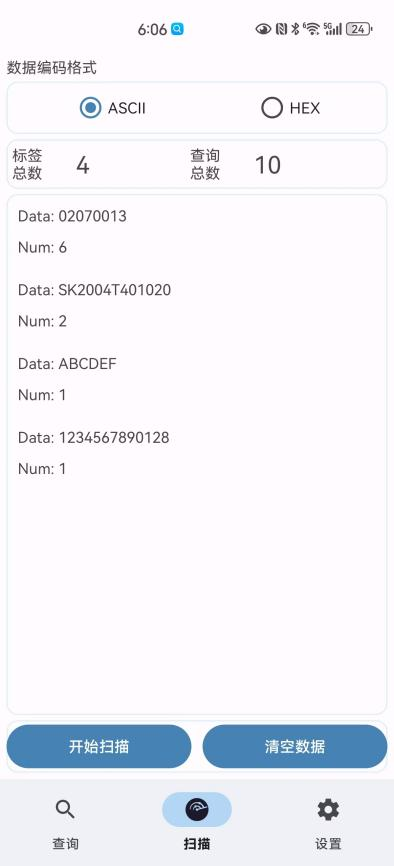 6:06
6
5G
24
数据编码格式
ASCII
HEX
标签
总数
4
查询
总数
10
Data: 02070013
Num: 6
Data: SK2004T401020
Num: 2
Data: ABCDEF
Num: 1
Data: 1234567890128
Num: 1
开始扫描
清空数据
查询
扫描
设置